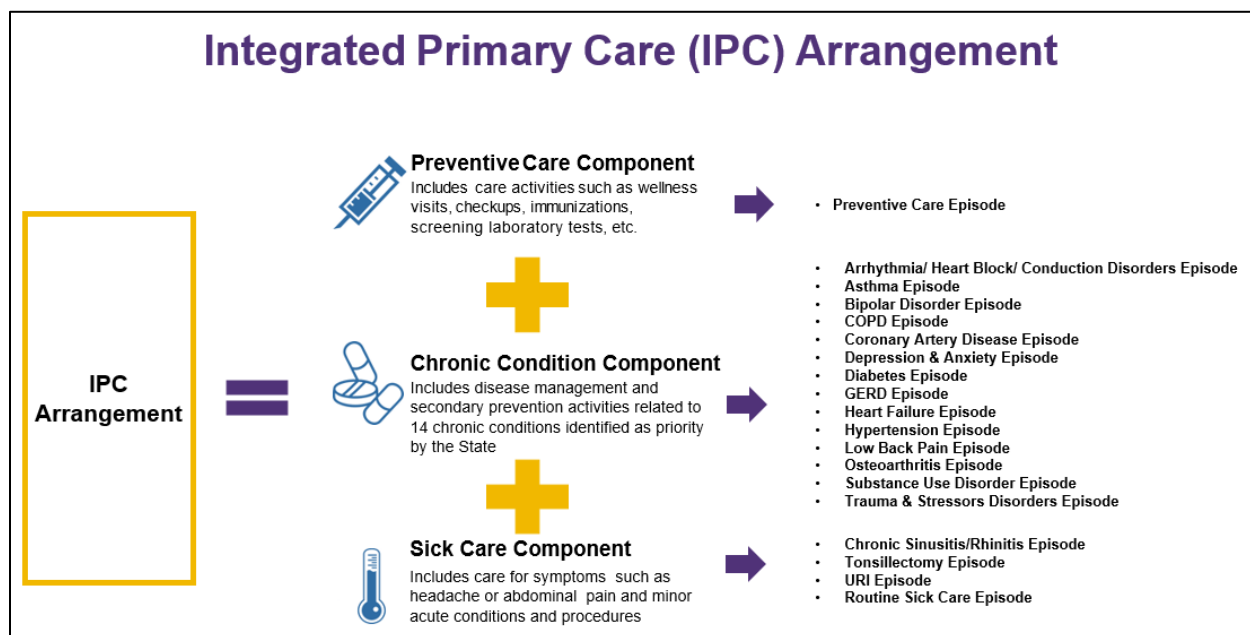 Integrated Primary Care (IPC) Arrangement
IPC
Arrangement
Preventive Care Component
Includes care activities such as wellness
visits, checkups, immunizations,
screening laboratory tests, etc.
• Preventive Care Episode
Chronic Condition Component
Includes disease management and
secondary prevention activities related to
14 chronic conditions identified as priority
by the State
• Arrhythmia/ Heart Block/ Conduction Disorders Episode
• Asthma Episode
• Bipolar Disorder Episode
• COPD Episode
• Coronary Artery Disease Episode
• Depression & Anxiety Episode
• Diabetes Episode
• GERD Episode
• Heart Failure Episode
• Hypertension Episode
• Low Back Pain Episode
• Osteoarthritis Episode
• Substance Use Disorder Episode
• Trauma & Stressors Disorders Episode
Sick Care Component
Includes care for symptoms such as
headache or abdominal pain and minor
acute conditions and procedures
• Chronic Sinusitis/Rhinitis Episode
• Tonsillectomy Episode
• URI Episode
• Routine Sick Care Episode